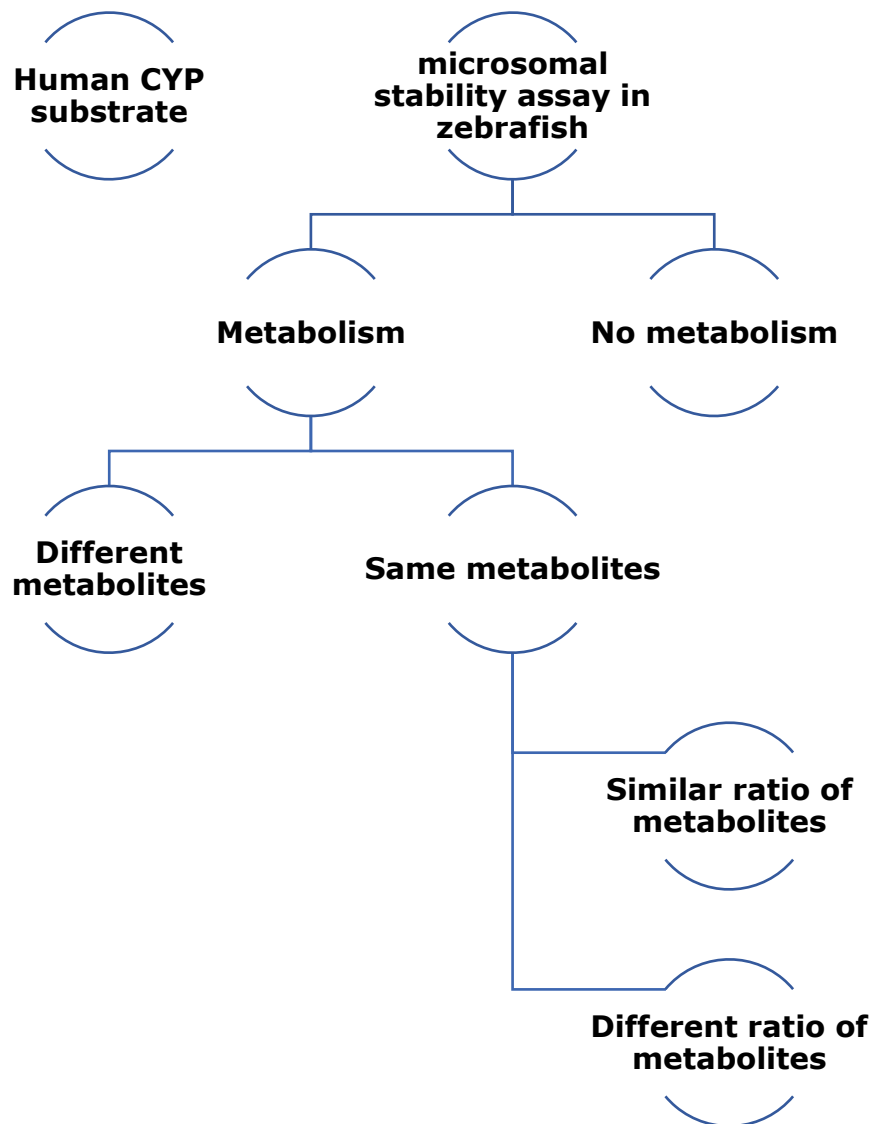 Human CYP
substrate
microsomal
stability assay in
zebrafish
Metabolism
No metabolism
Different
metabolites
Same metabolites
Similar ratio of
metabolites
Different ratio of
metabolites